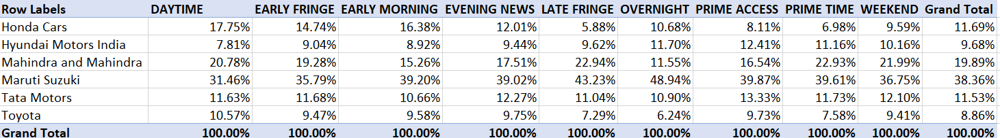 Row Labels DAYTIME EARLY FRINGE EARLY MORNING EVENING NEWS LATE FRINGE OVERNIGHT PRIME ACCESS PRIME TIME WEEKEND Grand Total
Honda Cars 17.75% 14.74% 16.38% 12.01% 5.88% 10.68% 8.11% 6.98% 9.59% 11.69%
Hyundai Motors India 7.81% 9.04% 8.92% 9.44% 9.62% 11.70% 12.41% 11.16% 10.16% 9.68%
Mahindra and Mahindra 20.78% 19.28% 15.26% 17.51% 22.94% 11.55% 16.54% 22.93% 21.99% 19.89%
Maruti Suzuki 31.46% 35.79% 39.20% 39.02% 43.23% 48.94% 39.87% 39.61% 36.75% 38.36%
Tata Motors 11.63% 11.68% 10.66% 12.27% 11.04% 10.90% 13.33% 11.73% 12.10% 11.53%
Toyota 10.57% 9.47% 9.58% 9.75% 7.29% 6.24% 9.73% 7.58% 9.41% 8.86%
Grand Total 100.00% 100.00% 100.00% 100.00% 100.00% 100.00% 100.00% 100.00% 100.00% 100.00%